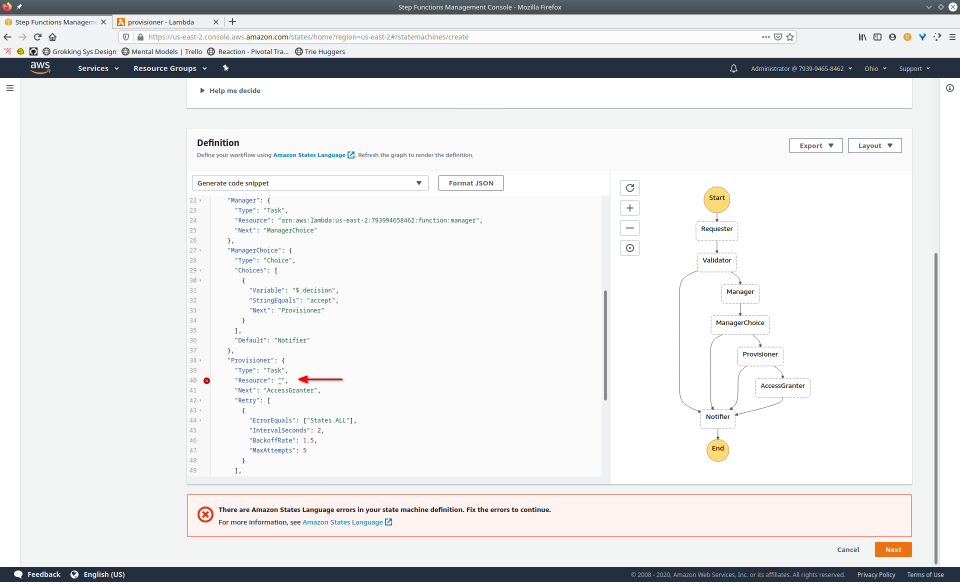 Step Functions Management Console - Mozilla Firefox
Step Functions Managemen
provisioner - Lambda
https://us-east-2.console.aws.amazon.com/states/home?region=us-east-2#/statemachines/create
Grokking Sys Design
Mental Models | Trello
Reaction - Pivotal Tra...
Trie Huggers
aws
Services
Resource Groups
Administrator @ 7939-9465-8462
Ohio
Support
Help me decide
Definition
Define your workflow using Amazon States Language. Refresh the graph to render the definition.
Export
Layout
Generate code snippet
Format JSON
22 "Manager": {
23 "Type": "Task",
24 "Resource": "arn:aws:lambda:us-east-2:793994658462:function:manager",
25 "Next": "ManagerChoice"
26 },
27 "ManagerChoice": {
28 "Type": "Choice",
29 "Choices": [
30 {
31 "Variable": "$.decision",
32 "StringEquals": "accept",
33 "Next": "Provisioner"
34 }
35 ],
36 "Default": "Notifier"
37 },
38 "Provisioner": {
39 "Type": "Task",
40 "Resource": "",
41 "Next": "AccessGranter",
42 "Retry": [
43 {
44 "ErrorEquals": ["States.ALL"],
45 "IntervalSeconds": 2,
46 "BackoffRate": 1.5,
47 "MaxAttempts": 5
48 }
49 ],
Start
Requester
Validator
Manager
ManagerChoice
Provisioner
AccessGranter
Notifier
End
There are Amazon States Language errors in your state machine definition. Fix the errors to continue.
For more information, see Amazon States Language
Cancel
Next
Feedback
English (US)
© 2008 - 2020, Amazon Web Services, Inc. or its affiliates. All rights reserved.
Privacy Policy
Terms of Use